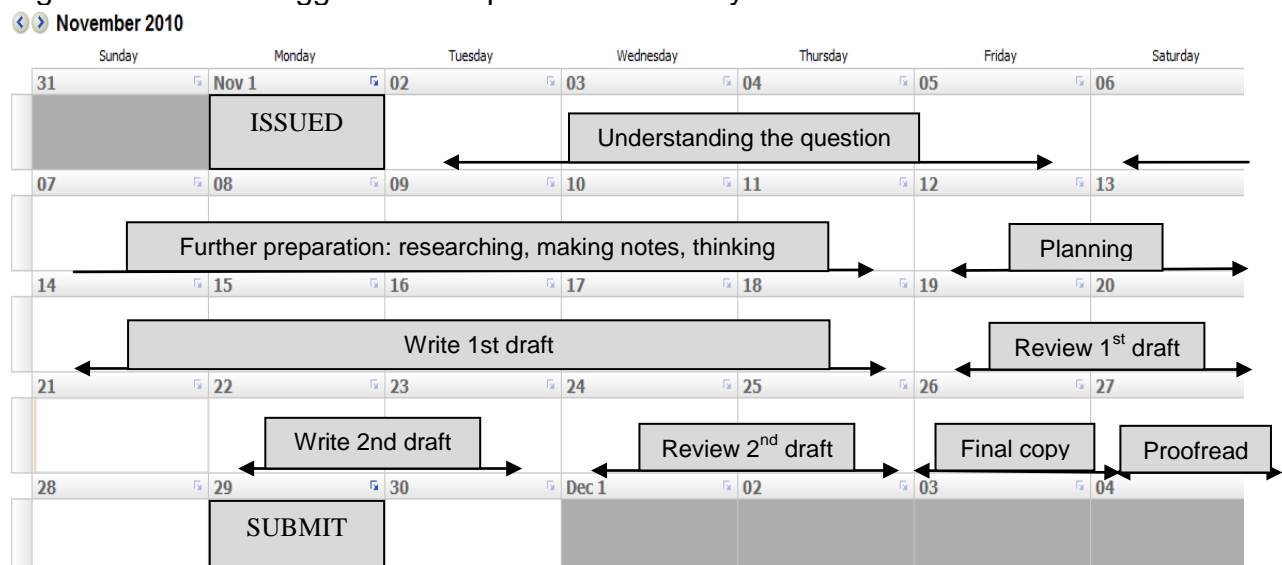 November 2010
Sunday Monday Tuesday Wednesday Thursday Friday Saturday
31 Nov 1 02 03 04 05 06
ISSUED
Understanding the question
07 08 09 10 11 12 13
Further preparation: researching, making notes, thinking Planning
14 15 16 17 18 19 20
Write 1st draft Review 1st draft
21 22 23 24 25 26 27
Write 2nd draft Review 2nd draft Final copy Proofread
28 29 30 Dec 1 02 03 04
SUBMIT